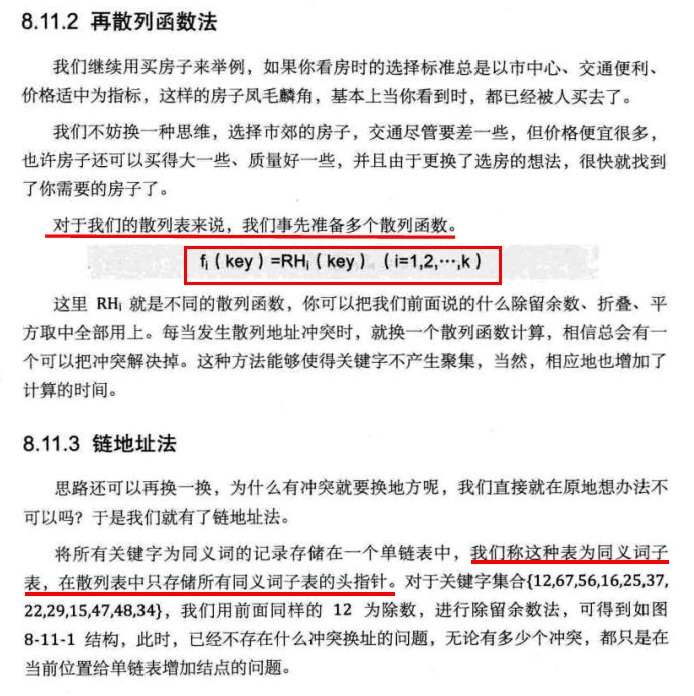 8.11.2 再散列函数法
我们继续用买房子来举例，如果你看房时的选择标准总是以市中心、交通便利、
价格适中为指标，这样的房子凤毛麟角，基本上当你看到时，都已经被人买去了。
我们不妨换一种思维，选择市郊的房子，交通尽管要差一些，但价格便宜很多，
也许房子还可以买得大一些、质量好一些，并且由于更换了选房的想法，很快就找到
了你需要的房子了。
对于我们的散列表来说，我们事先准备多个散列函数。
fᵢ（key）=RHᵢ（key）（i=1,2,⋯,k）
这里 RHᵢ 就是不同的散列函数，你可以把我们前面说的什么除留余数、折叠、平
方取中全部用上。每当发生散列地址冲突时，就换一个散列函数计算，相信总会有一
个可以把冲突解决掉。这种方法能够使得关键字不产生聚集，当然，相应地也增加了
计算的时间。
8.11.3 链地址法
思路还可以再换一换，为什么有冲突就要换地方呢，我们直接就在原地想办法不
可以吗？于是我们就有了链地址法。
将所有关键字为同义词的记录存储在一个单链表中，我们称这种表为同义词子
表，在散列表中只存储所有同义词子表的头指针。对于关键字集合{12,67,56,16,25,37,
22,29,15,47,48,34}，我们用前面同样的 12 为除数，进行除留余数法，可得到如图
8-11-1 结构，此时，已经不存在什么冲突换址的问题，无论有多少个冲突，都只是在
当前位置给单链表增加结点的问题。